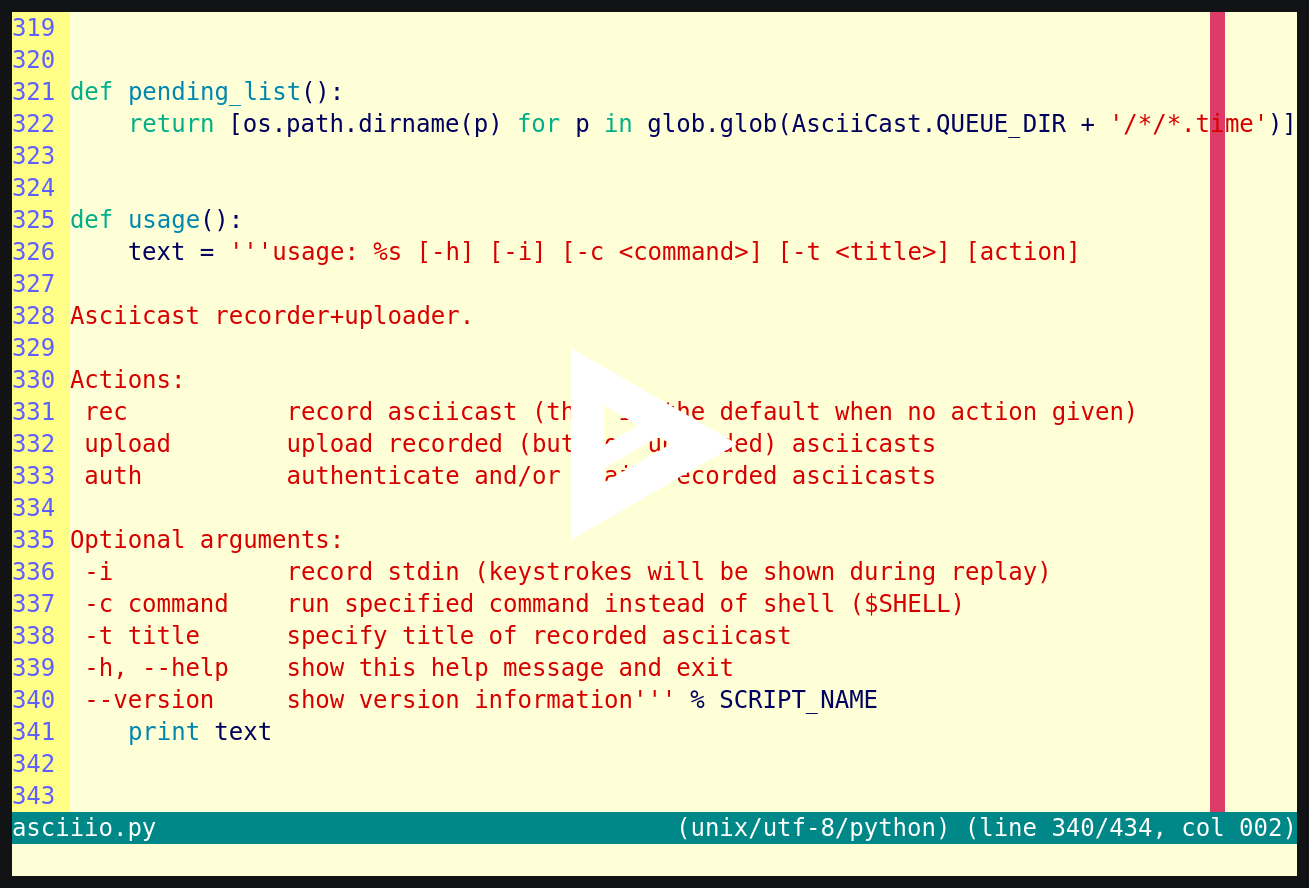 319
320
321 def pending_list():
322     return [os.path.dirname(p) for p in glob.glob(AsciiCast.QUEUE_DIR + '/*/*.time')]
323
324
325 def usage():
326     text = '''usage: %s [-h] [-i] [-c <command>] [-t <title>] [action]
327
328 Asciicast recorder+uploader.
329
330 Actions:
331  rec           record asciicast (the default when no action given)
332  upload        upload recorded (but asciicasts
333  auth          authenticate and/or recorded asciicasts
334
335 Optional arguments:
336  -i            record stdin (keystrokes will be shown during replay)
337  -c command    run specified command instead of shell ($SHELL)
338  -t title      specify title of recorded asciicast
339  -h, --help    show this help message and exit
340  --version     show version information''' % SCRIPT_NAME
341     print text
342
343
asciiio.py (unix/utf-8/python) (line 340/434, col 002)